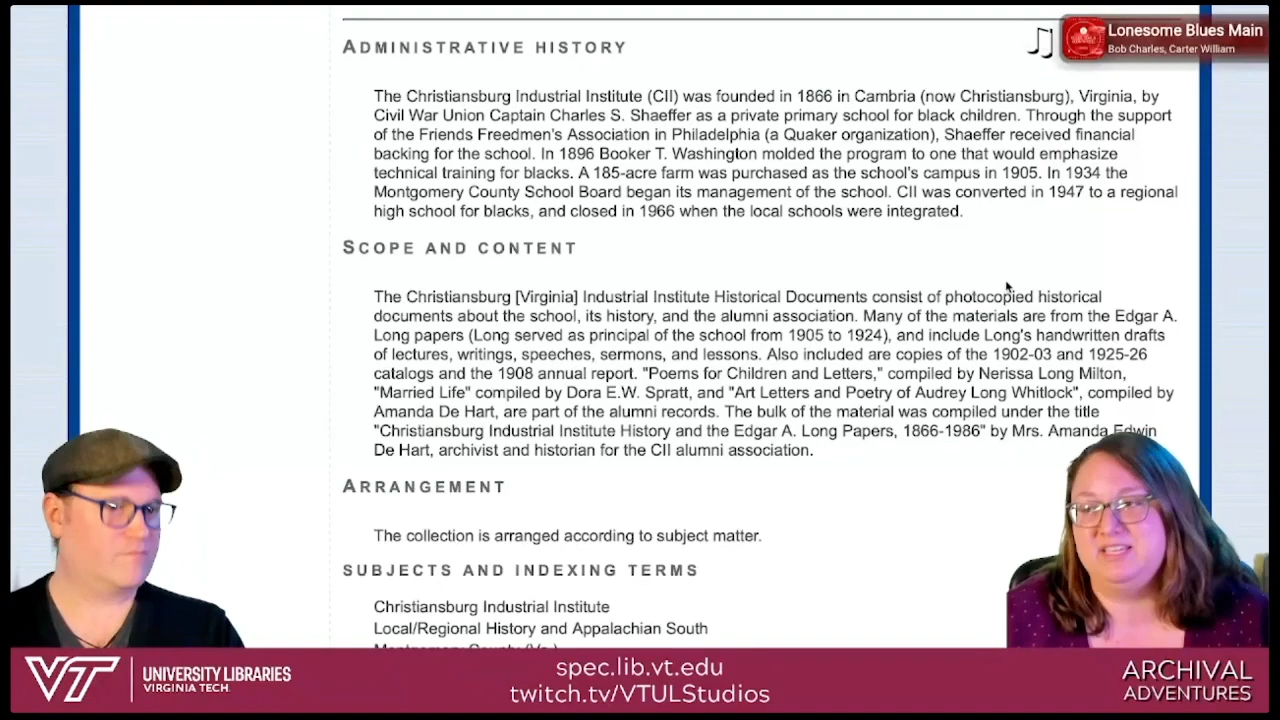 ADMINISTRATIVE HISTORY
Lonesome Blues Main
Bob Charles, Carter William
The Christiansburg Industrial Institute (CII) was founded in 1866 in Cambria (now Christiansburg), Virginia, by
Civil War Union Captain Charles S. Shaeffer as a private primary school for black children. Through the support
of the Friends Freedmen's Association in Philadelphia (a Quaker organization), Shaeffer received financial
backing for the school. In 1896 Booker T. Washington molded the program to one that would emphasize
technical training for blacks. A 185-acre farm was purchased as the school's campus in 1905. In 1934 the
Montgomery County School Board began its management of the school. CII was converted in 1947 to a regional
high school for blacks, and closed in 1966 when the local schools were integrated.
SCOPE AND CONTENT
The Christiansburg [Virginia] Industrial Institute Historical Documents consist of photocopied historical
documents about the school, its history, and the alumni association. Many of the materials are from the Edgar A.
Long papers (Long served as principal of the school from 1905 to 1924), and include Long's handwritten drafts
of lectures, writings, speeches, sermons, and lessons. Also included are copies of the 1902-03 and 1925-26
catalogs and the 1908 annual report. "Poems for Children and Letters," compiled by Nerissa Long Milton,
"Married Life" compiled by Dora E.W. Spratt, and "Art Letters and Poetry of Audrey Long Whitlock", compiled by
Amanda De Hart, are part of the alumni records. The bulk of the material was compiled under the title
"Christiansburg Industrial Institute History and the Edgar A. Long Papers, 1866-1986" by Mrs. Amanda Edwin
De Hart, archivist and historian for the CII alumni association.
ARRANGEMENT
The collection is arranged according to subject matter.
SUBJECTS AND INDEXING TERMS
Christiansburg Industrial Institute
Local/Regional History and Appalachian South
Montgomery County (Va.)
VT
UNIVERSITY LIBRARIES
VIRGINIA TECH.
spec.lib.vt.edu
twitch.tv/VTULStudios
ARCHIVAL
ADVENTURES